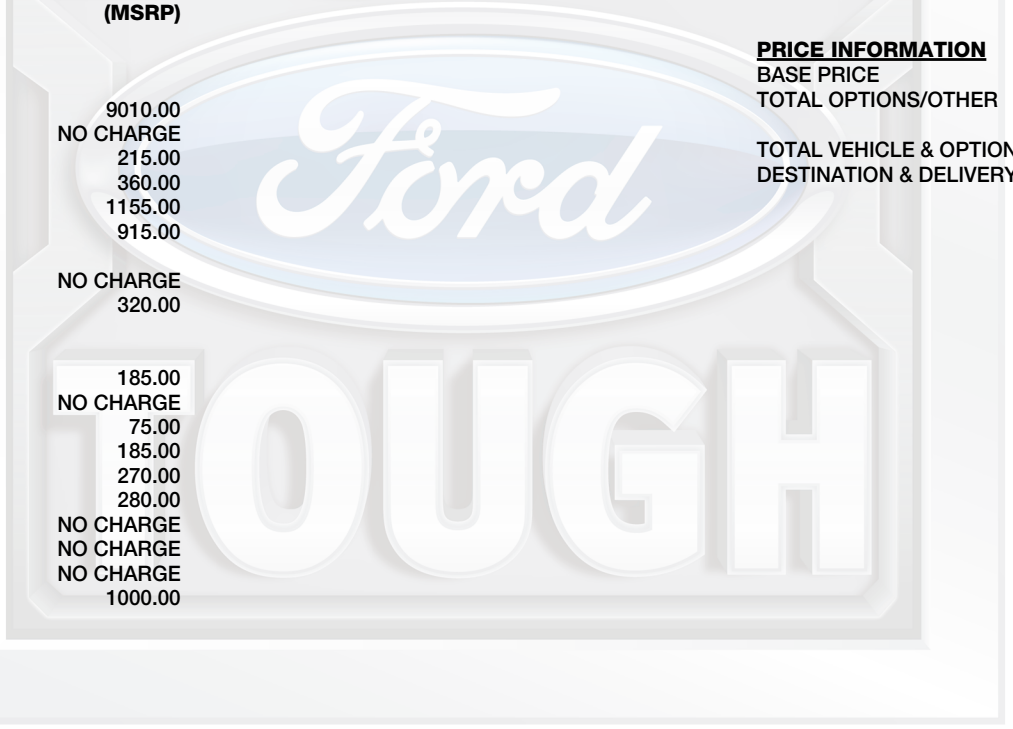 (MSRP)
9010.00
NO CHARGE
215.00
360.00
1155.00
915.00
NO CHARGE
320.00
185.00
NO CHARGE
75.00
185.00
270.00
280.00
NO CHARGE
NO CHARGE
NO CHARGE
1000.00
PRICE INFORMATION
BASE PRICE
TOTAL OPTIONS/OTHER
TOTAL VEHICLE & OPTION
DESTINATION & DELIVERY
Ford
TOUGH